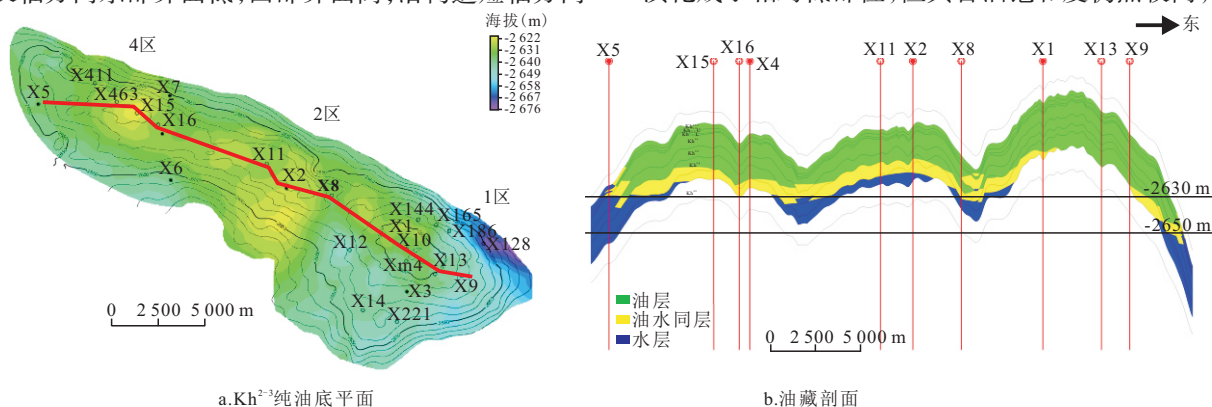 海拔(m)
-2 622
-2 631
-2 640
-2 649
-2 658
-2 667
-2 676
4区
2区
1区
X411
X7
X5
X463
X15
X16
X6
X11
X2
X8
X144
X165
X1
X186
X10
X128
X12
Xm4
X13
X9
X3
X14
X221
0 2 500 5 000 m
a.Kh²⁻³纯油底平面
东
X5
X16
X15
X4
X11
X2
X8
X1
X13
X9
-2630 m
-2650 m
油层
油水同层
水层
0 2 500 5 000 m
b.油藏剖面